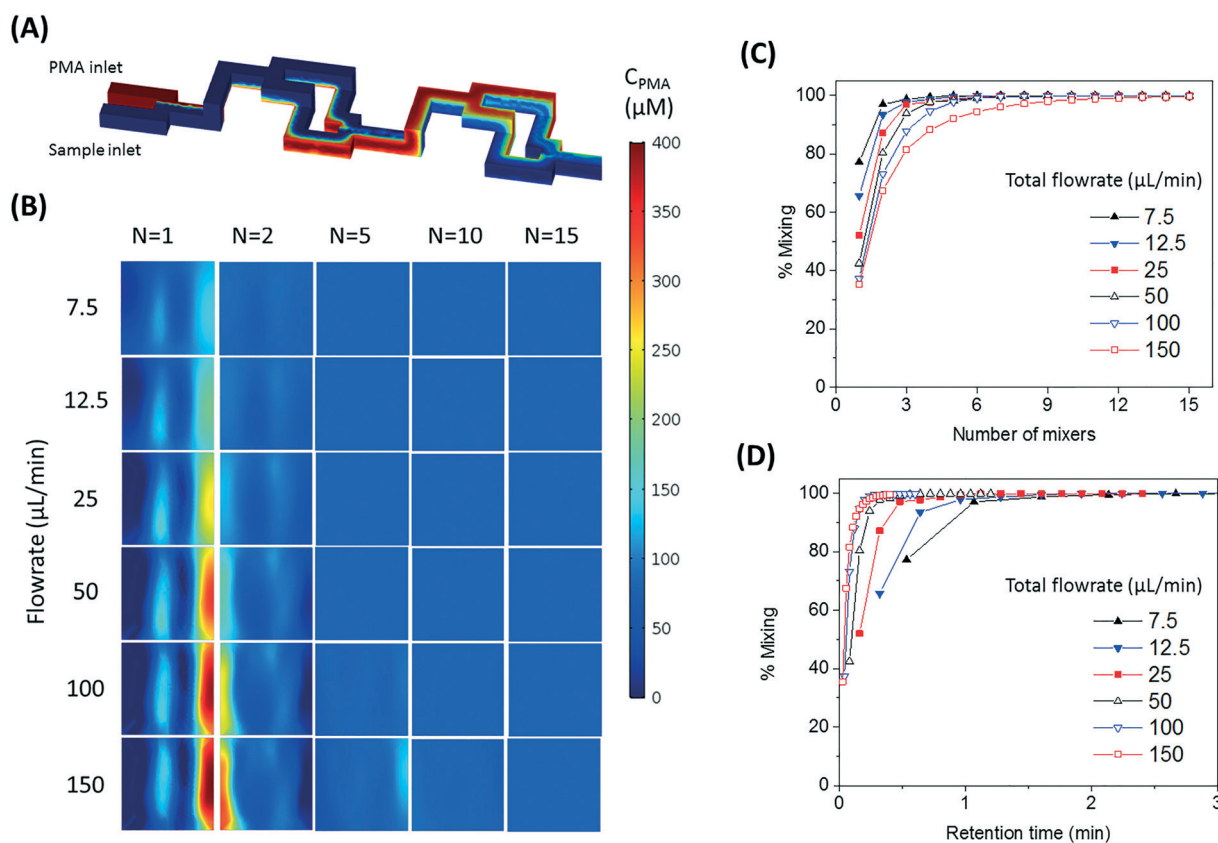 (A)
PMA inlet
Sample inlet
C_PMA
(μM)
400
350
300
250
200
150
100
50
0
(B)
N=1 N=2 N=5 N=10 N=15
Flowrate (μL/min)
7.5
12.5
25
50
100
150
(C)
% Mixing
100
80
60
40
20
0
Total flowrate (μL/min)
7.5
12.5
25
50
100
150
0 3 6 9 12 15
Number of mixers
(D)
% Mixing
100
80
60
40
20
0
Total flowrate (μL/min)
7.5
12.5
25
50
100
150
0 1 2 3
Retention time (min)